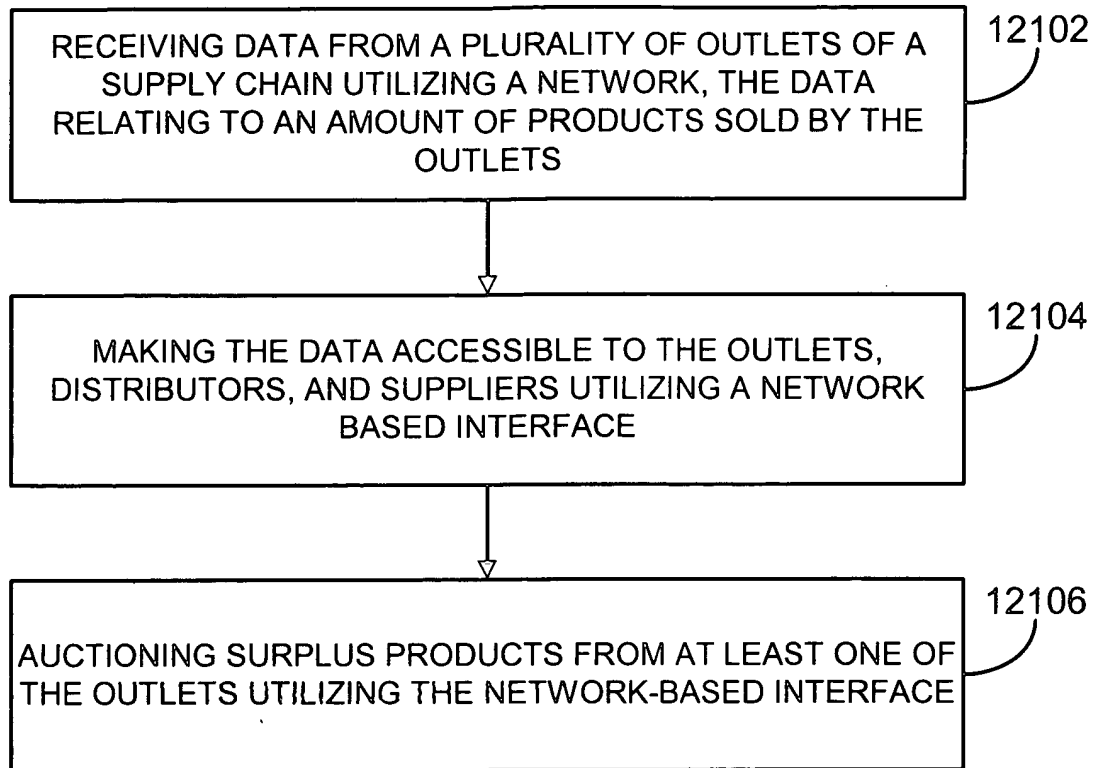 RECEIVING DATA FROM A PLURALITY OF OUTLETS OF A
SUPPLY CHAIN UTILIZING A NETWORK, THE DATA
RELATING TO AN AMOUNT OF PRODUCTS SOLD BY THE
OUTLETS
12102
MAKING THE DATA ACCESSIBLE TO THE OUTLETS,
DISTRIBUTORS, AND SUPPLIERS UTILIZING A NETWORK
BASED INTERFACE
12104
AUCTIONING SURPLUS PRODUCTS FROM AT LEAST ONE OF
THE OUTLETS UTILIZING THE NETWORK-BASED INTERFACE
12106